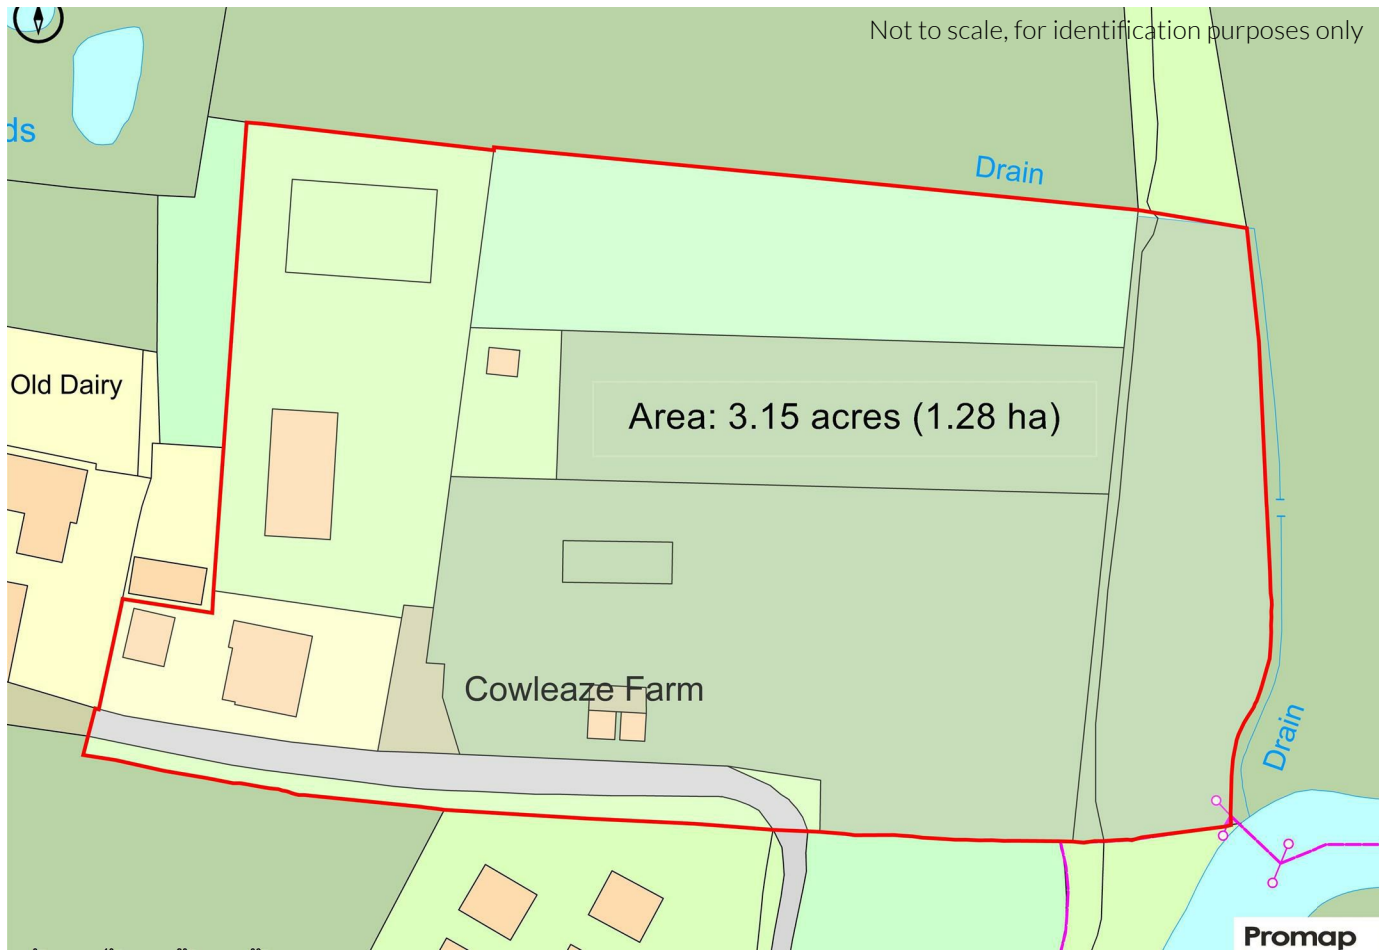 Not to scale, for identification purposes only
ds
Drain
Old Dairy
Area: 3.15 acres (1.28 ha)
Cowleaze Farm
Drain
Promap